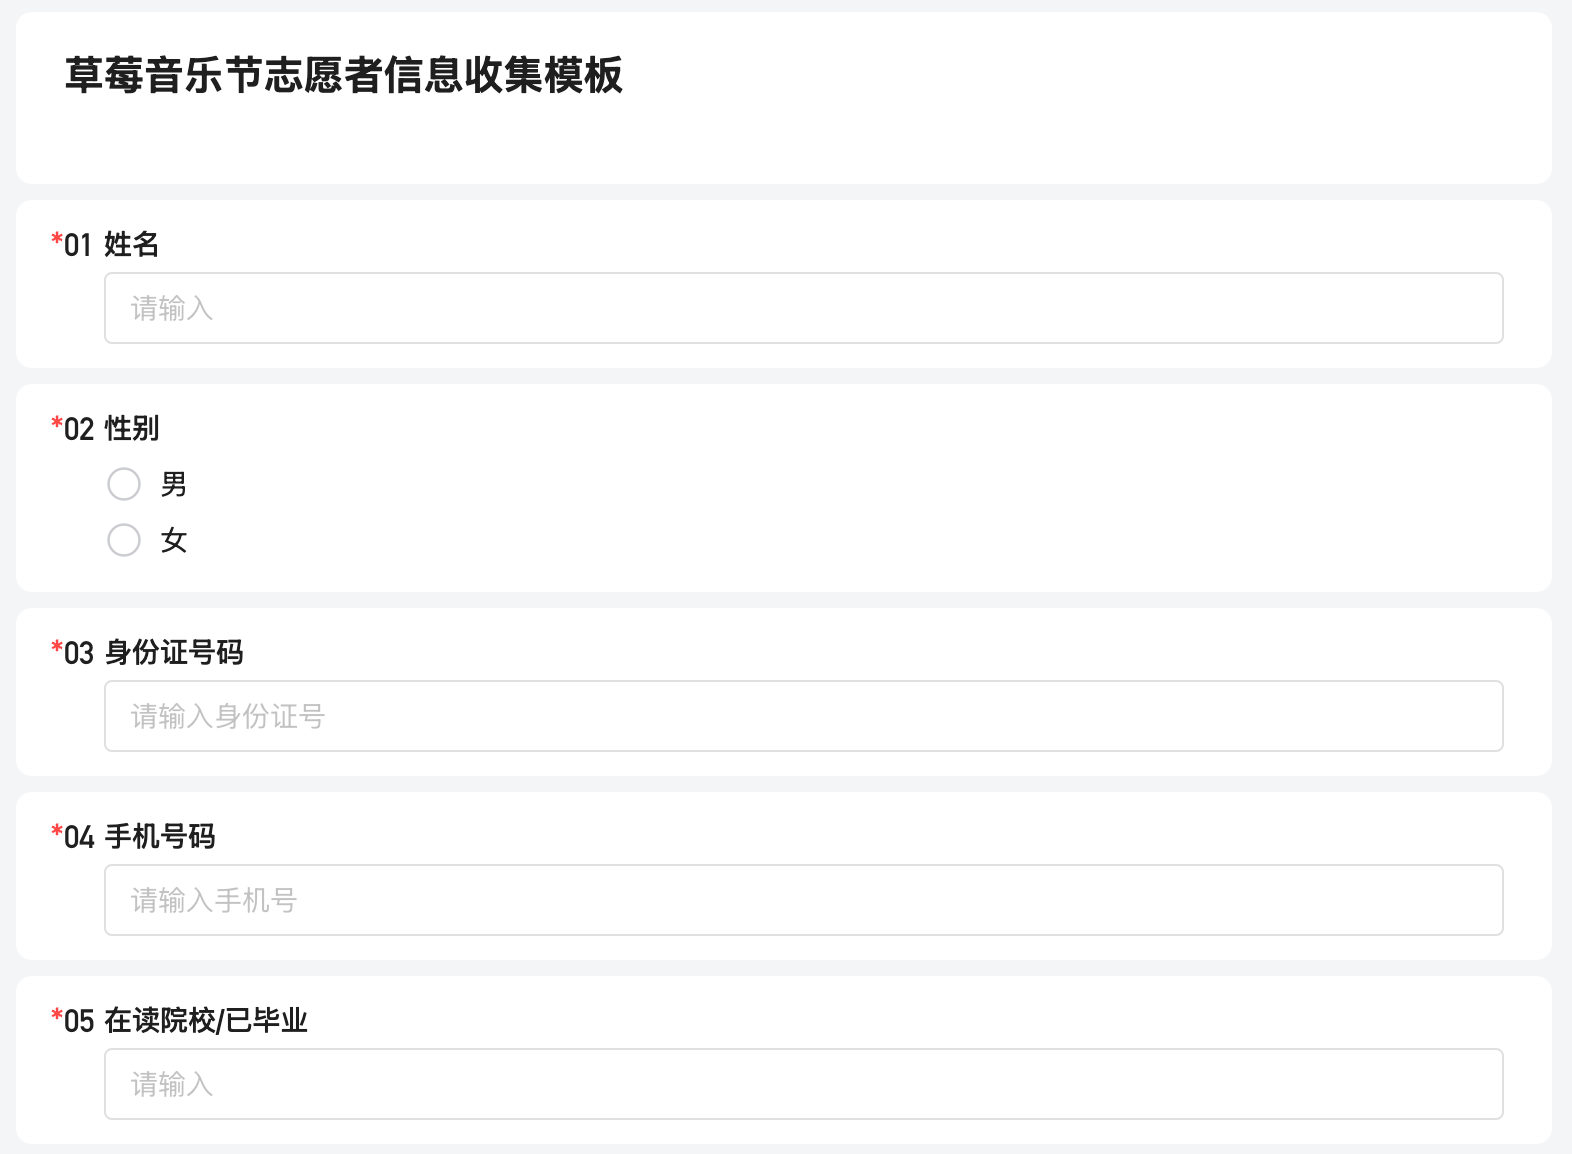 草莓音乐节志愿者信息收集模板
*01 姓名
请输入
*02 性别
男
女
*03 身份证号码
请输入身份证号
*04 手机号码
请输入手机号
*05 在读院校/已毕业
请输入